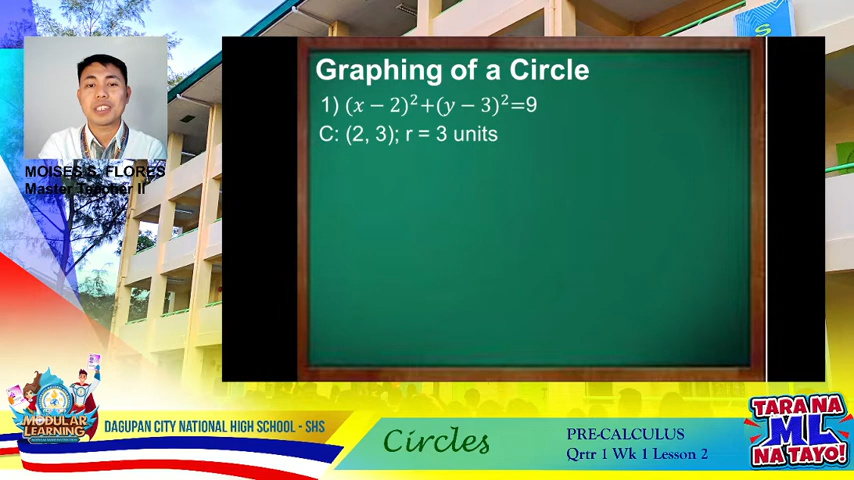 Graphing of a Circle
1) (x − 2)²+(y − 3)²=9
C: (2, 3); r = 3 units
MOISES S. FLORES
Master Teacher II
MODULAR
LEARNING
DAGUPAN CITY NATIONAL HIGH SCHOOL - SHS
Circles
PRE-CALCULUS
Qrtr 1 Wk 1 Lesson 2
TARA NA
ML
NA TAYO!